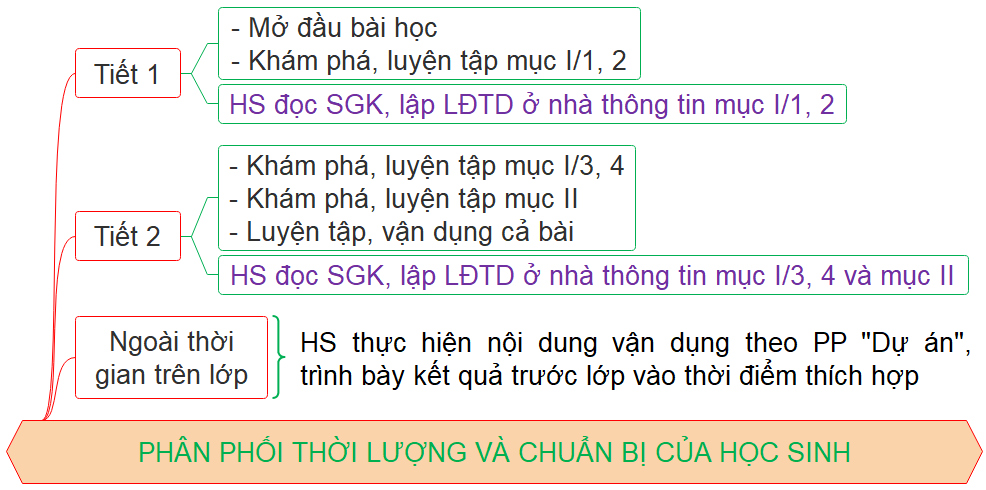 Tiết 1
- Mở đầu bài học
- Khám phá, luyện tập mục I/1, 2
HS đọc SGK, lập LĐTD ở nhà thông tin mục I/1, 2
Tiết 2
- Khám phá, luyện tập mục I/3, 4
- Khám phá, luyện tập mục II
- Luyện tập, vận dụng cả bài
HS đọc SGK, lập LĐTD ở nhà thông tin mục I/3, 4 và mục II
Ngoài thời
gian trên lớp
HS thực hiện nội dung vận dụng theo PP "Dự án",
trình bày kết quả trước lớp vào thời điểm thích hợp
PHÂN PHỐI THỜI LƯỢNG VÀ CHUẨN BỊ CỦA HỌC SINH